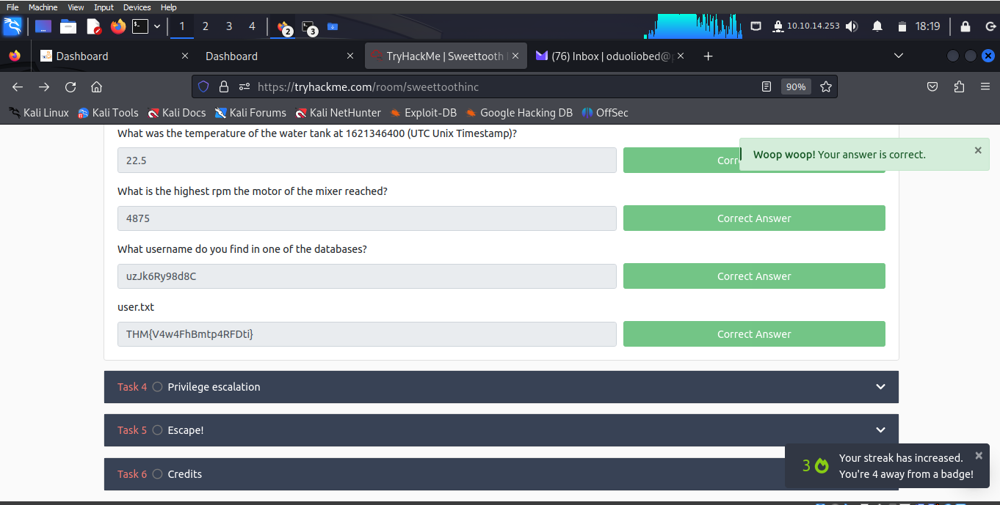 File Machine View Input Devices Help
1 2 3 4 2 3 10.10.14.253 18:19
Dashboard Dashboard TryHackMe | Sweettooth (76) Inbox | oduoliobed@
https://tryhackme.com/room/sweettoothinc 90%
Kali Linux Kali Tools Kali Docs Kali Forums Kali NetHunter Exploit-DB Google Hacking DB OffSec
What was the temperature of the water tank at 1621346400 (UTC Unix Timestamp)?
22.5
Woop woop! Your answer is correct.
What is the highest rpm the motor of the mixer reached?
4875 Correct Answer
What username do you find in one of the databases?
uzJk6Ry98d8C Correct Answer
user.txt
THM{V4w4FhBmtp4RFDti} Correct Answer
Task 4 Privilege escalation
Task 5 Escape!
Task 6 Credits
3 Your streak has increased.
You're 4 away from a badge!